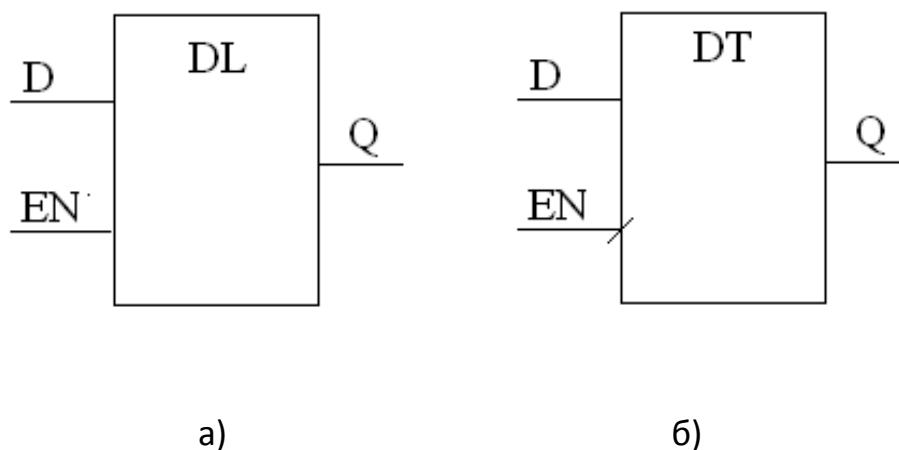 DL DT
D D
Q Q
EN EN
а) б)